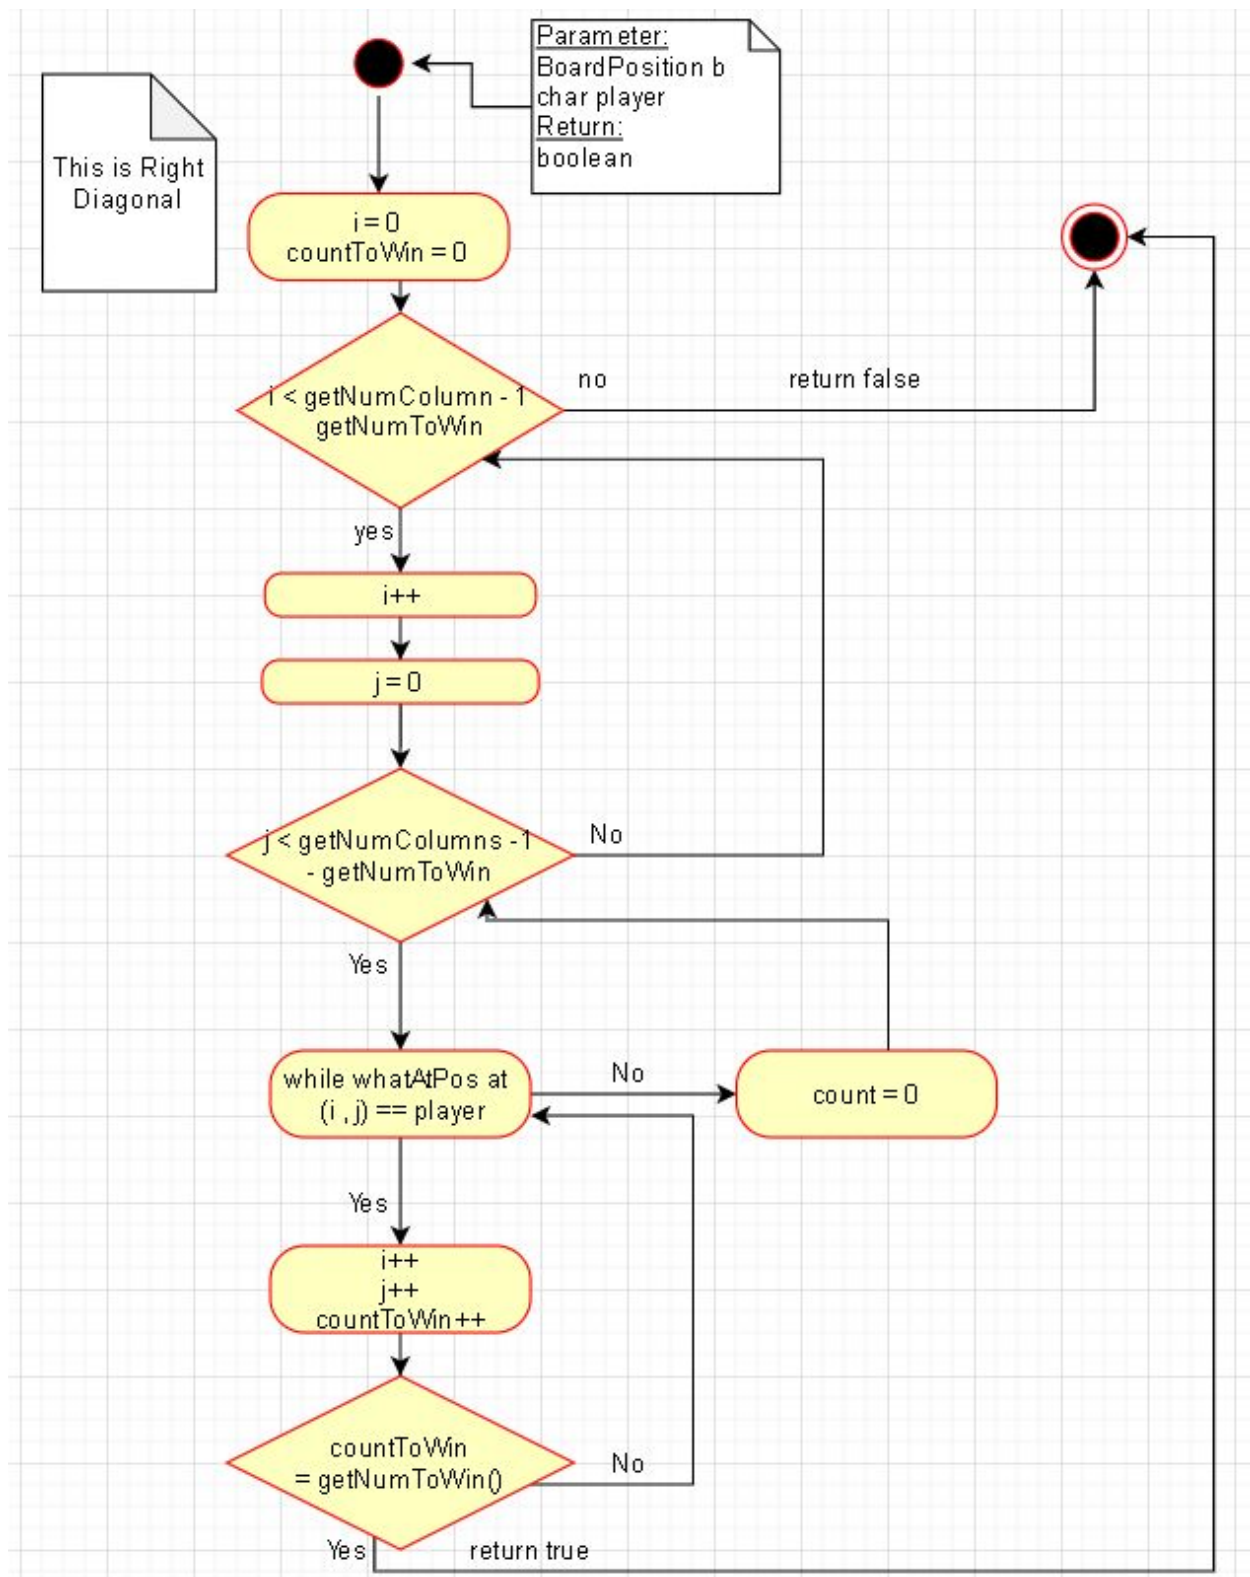 Parameter:
BoardPosition b
char player
Return:
boolean
This is Right
Diagonal
i = 0
countToWin = 0
i < getNumColumn - 1
getNumToWin
no
return false
yes
i++
j = 0
j < getNumColumns -1
- getNumToWin
No
Yes
while whatAtPos at
(i , j) == player
No
count = 0
Yes
i++
j++
countToWin++
countToWin
= getNumToWin()
No
Yes
return true